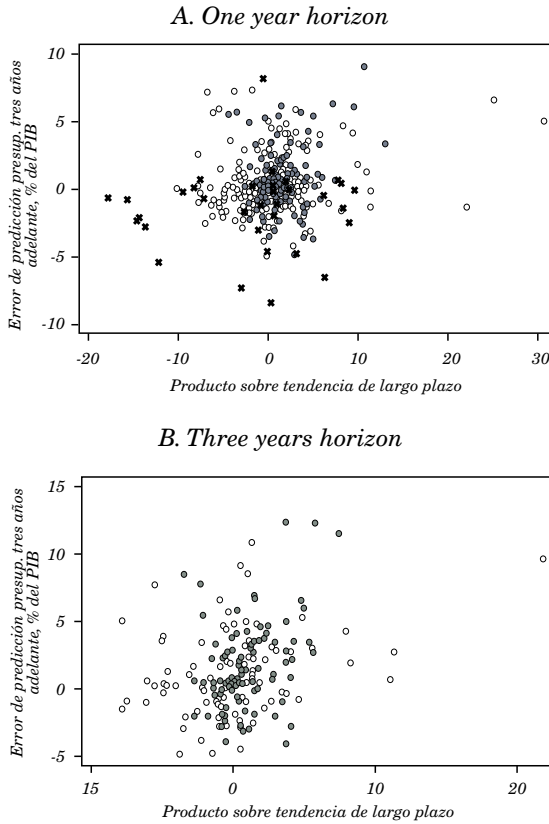 A. One year horizon
Error de predicción presup. tres años
adelante, % del PIB
10
5
0
-5
-10
-20
-10
0
10
20
30
Producto sobre tendencia de largo plazo
B. Three years horizon
Error de predicción presup. tres años
adelante, % del PIB
15
10
5
0
-5
15
0
10
20
Producto sobre tendencia de largo plazo